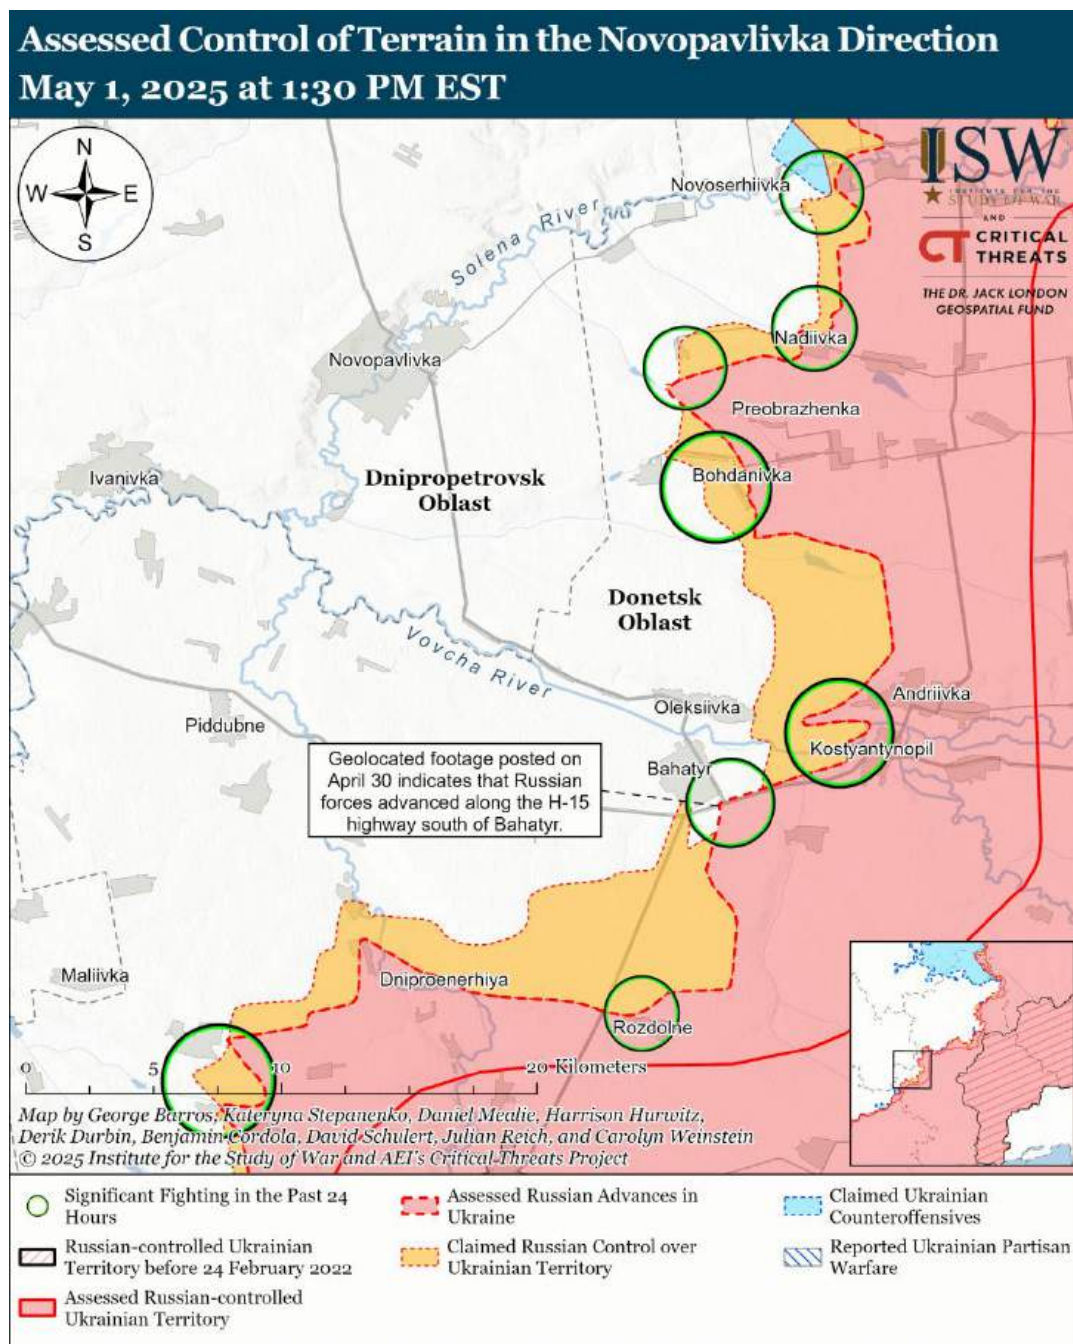 Assessed Control of Terrain in the Novopavlivka Direction
May 1, 2025 at 1:30 PM EST
N
W
E
S
ISW
INSTITUTE FOR THE
STUDY OF WAR
AND
CT CRITICAL
THREATS
THE DR. JACK LONDON
GEOSPATIAL FUND
Novoserhiivka
Solena River
Nadiivka
Novopavlivka
Preobrazhenka
Ivanivka
Dnipropetrovsk
Oblast
Bohdanivka
Donetsk
Oblast
Vovcha River
Andriivka
Oleksiivka
Piddubne
Kostyantynopil
Geolocated footage posted on
April 30 indicates that Russian
forces advanced along the H-15
highway south of Bahatyr.
Bahatyr
Maliivka
Dniproenerhiya
Rozdolne
0
5
10
20 Kilometers
Map by George Barros, Kateryna Stepanenko, Daniel Mealie, Harrison Hurwitz,
Derik Durbin, Benjamin Cordola, David Schulert, Julian Reich, and Carolyn Weinstein
© 2025 Institute for the Study of War and AEI's Critical Threats Project
Significant Fighting in the Past 24
Hours
Russian-controlled Ukrainian
Territory before 24 February 2022
Assessed Russian-controlled
Ukrainian Territory
Assessed Russian Advances in
Ukraine
Claimed Russian Control over
Ukrainian Territory
Claimed Ukrainian
Counteroffensives
Reported Ukrainian Partisan
Warfare